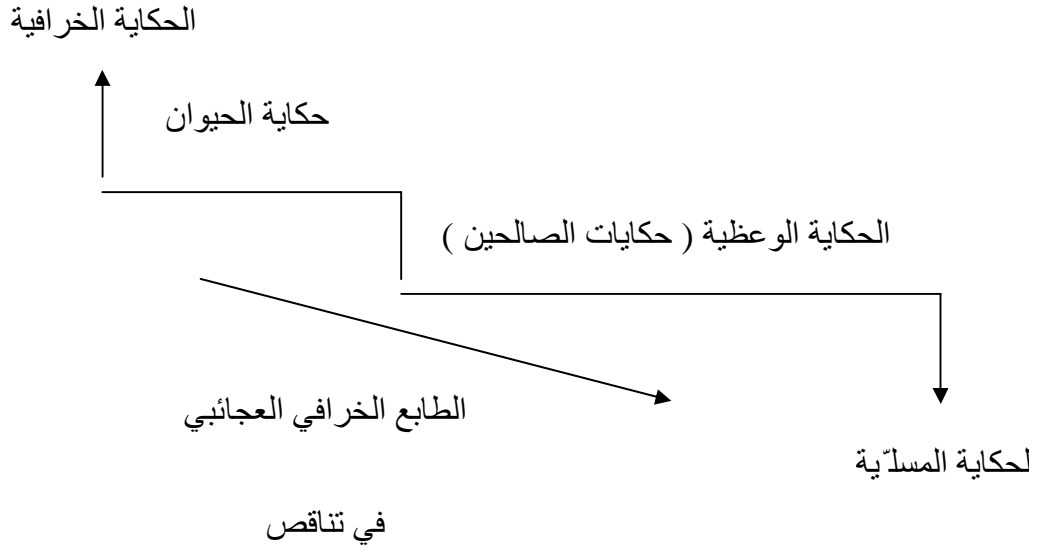 الحكاية الخرافية
حكاية الحيوان
الحكاية الوعظية ( حكايات الصالحين )
الطابع الخرافي العجائبي
لحكاية المسلّية
في تناقص